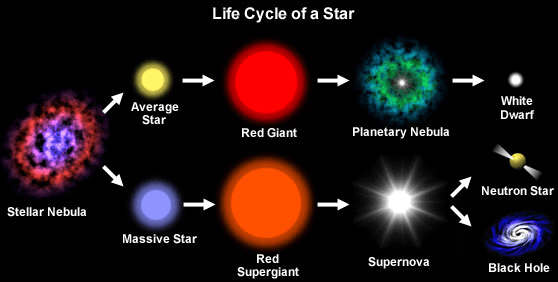 Life Cycle of a Star
Average
Star
Red Giant
Planetary Nebula
White
Dwarf
Stellar Nebula
Massive Star
Red
Supergiant
Supernova
Neutron Star
Black Hole